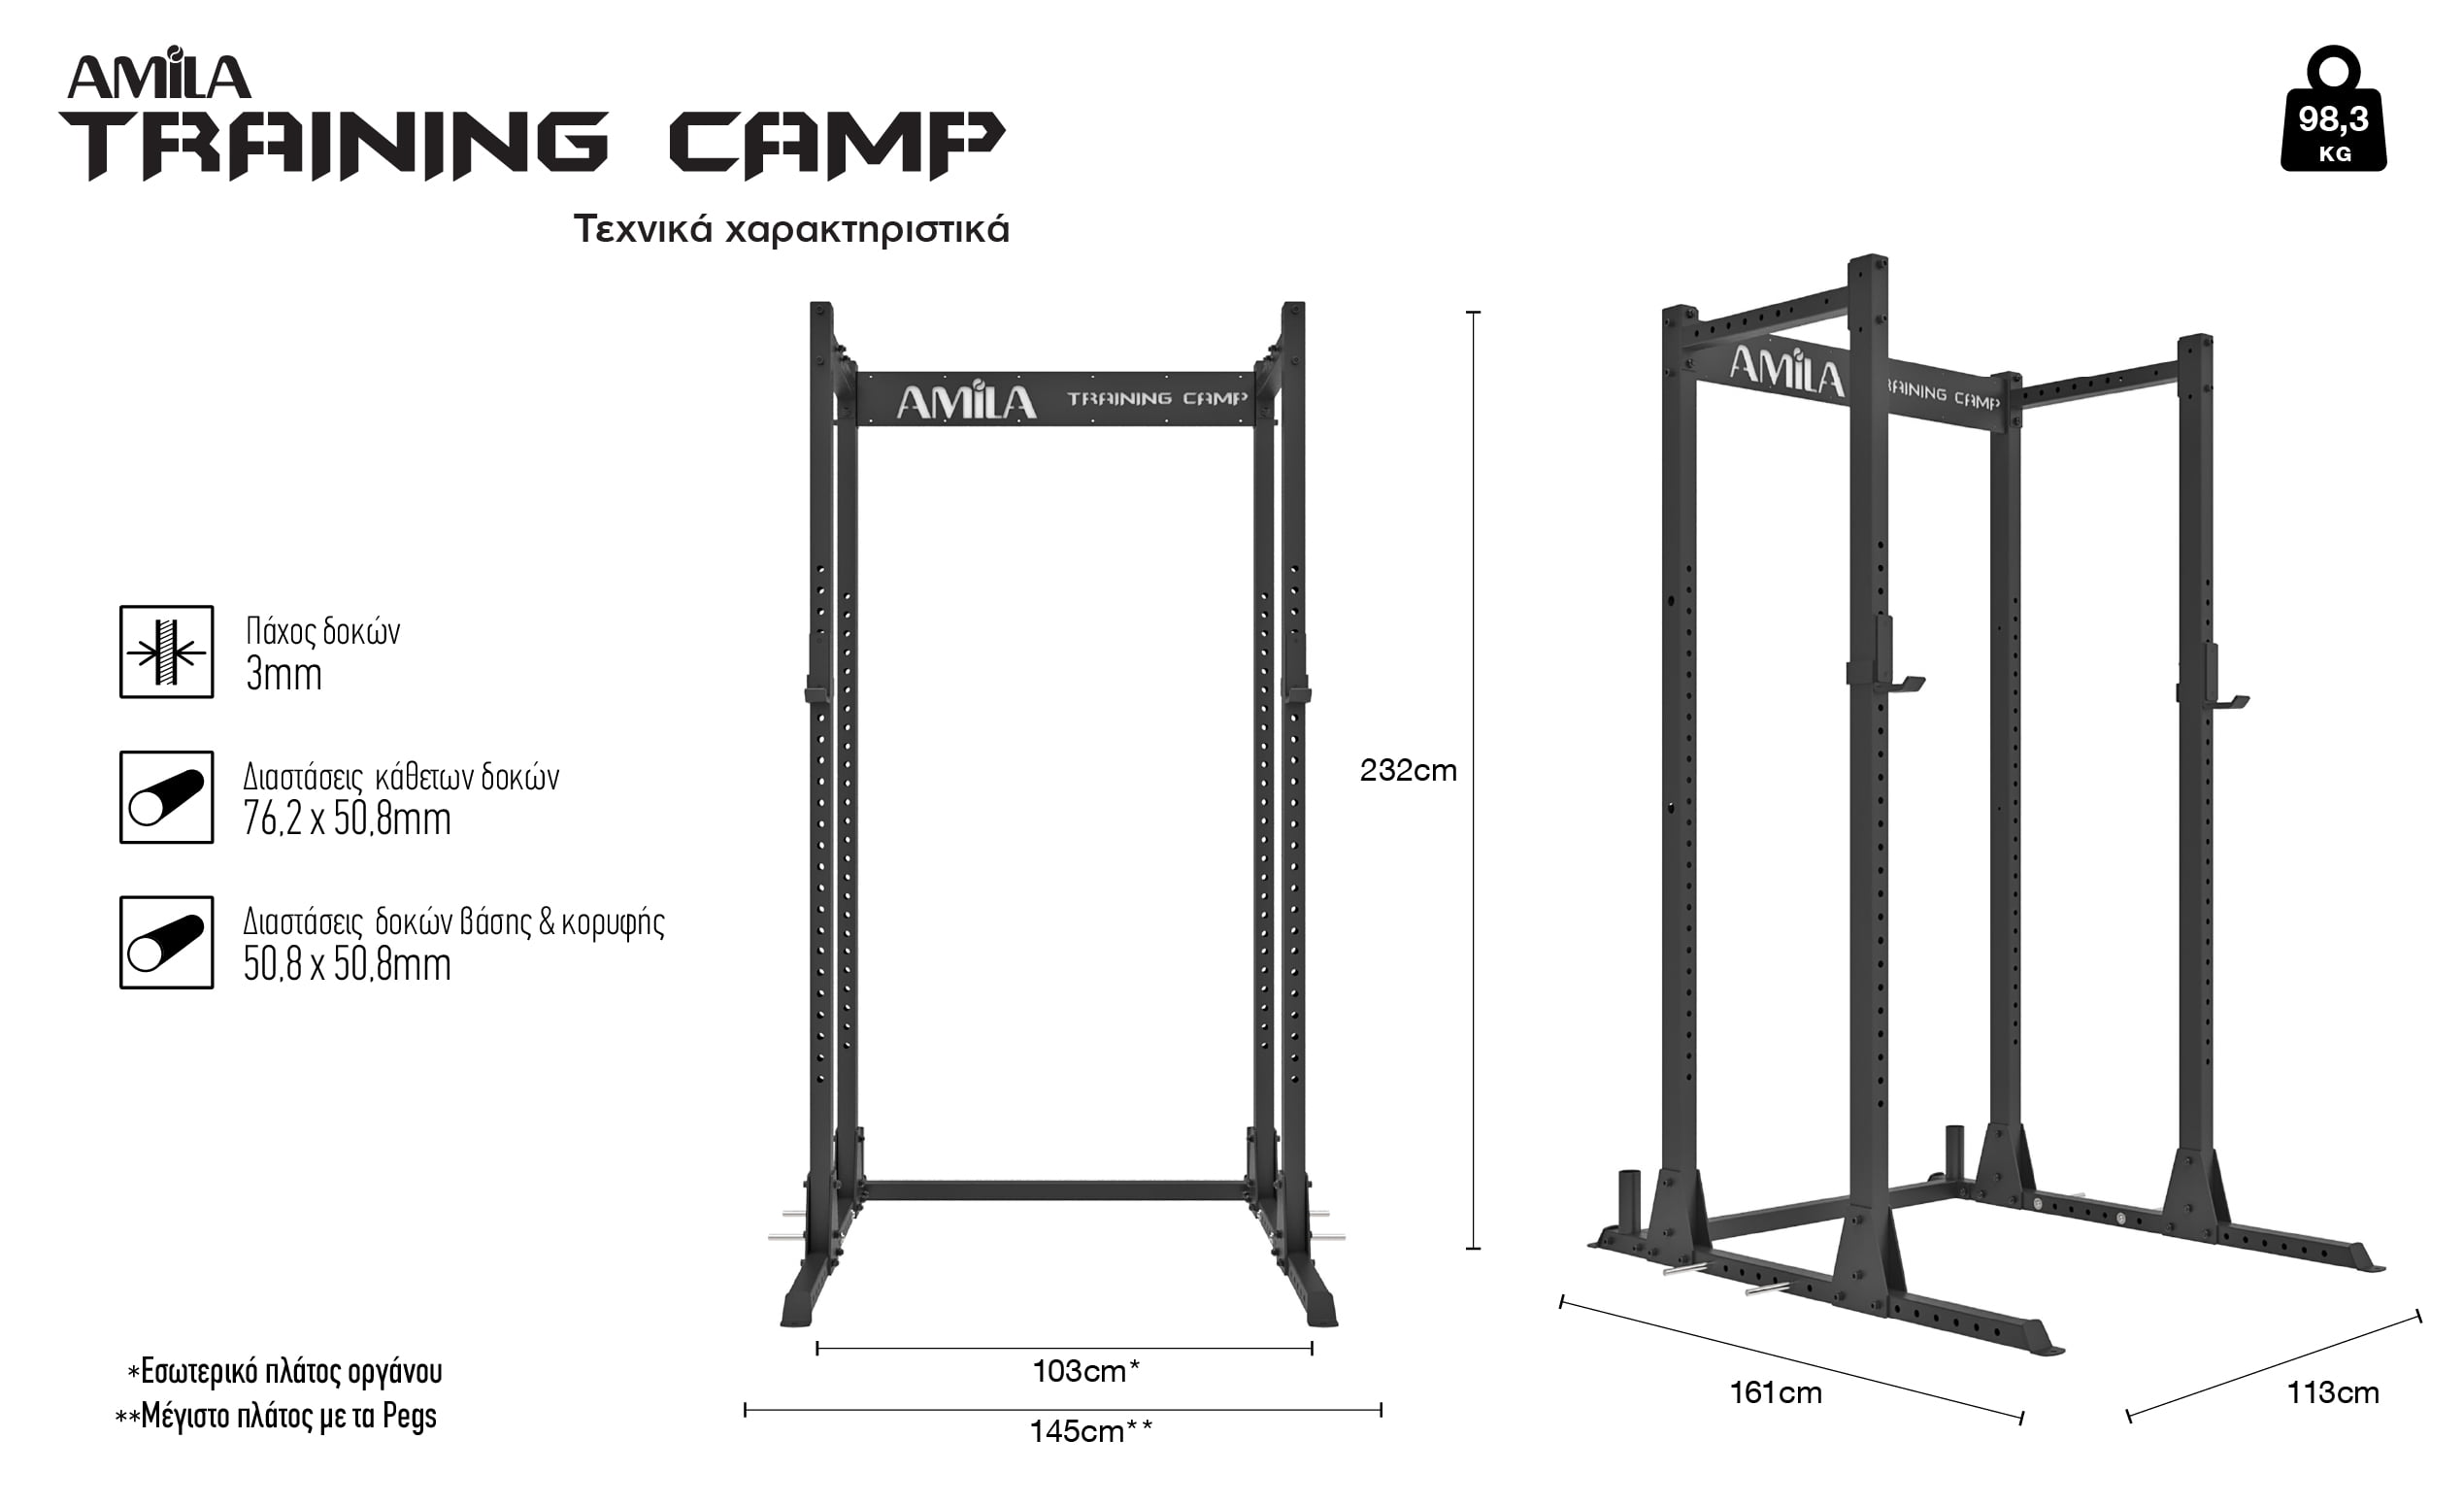 AMiLA
TRAINING CAMP
Τεχνικά χαρακτηριστικά
98,3
KG
AMiLA TRAINING CAMP
AMiLA RAINING CAMP
Πάχος δοκών
3mm
Διαστάσεις κάθετων δοκών
76,2 x 50,8mm
Διαστάσεις δοκών βάσης & κορυφής
50,8 x 50,8mm
232cm
*Εσωτερικό πλάτος οργάνου
**Μέγιστο πλάτος με τα Pegs
103cm*
145cm**
161cm
113cm